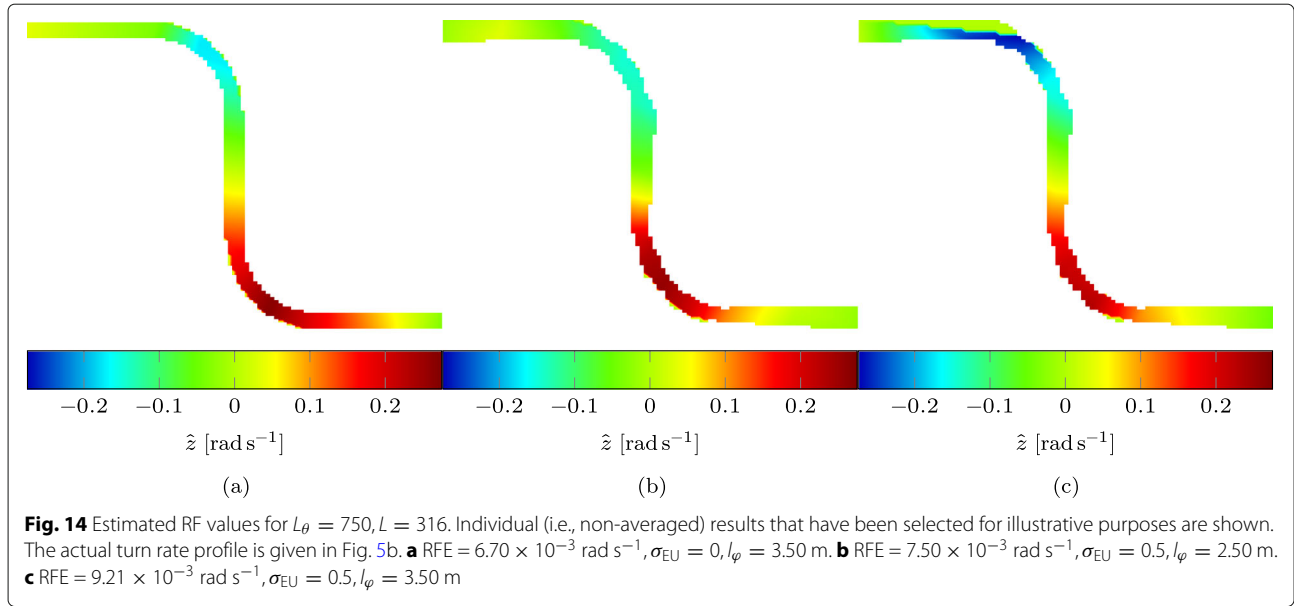 −0.2 −0.1 0 0.1 0.2 −0.2 −0.1 0 0.1 0.2 −0.2 −0.1 0 0.1 0.2
ẑ [rad s⁻¹] ẑ [rad s⁻¹] ẑ [rad s⁻¹]
(a) (b) (c)
Fig. 14 Estimated RF values for L_θ = 750, L = 316. Individual (i.e., non-averaged) results that have been selected for illustrative purposes are shown.
The actual turn rate profile is given in Fig. 5b. a RFE = 6.70 × 10⁻³ rad s⁻¹, σ_EU = 0, l_φ = 3.50 m. b RFE = 7.50 × 10⁻³ rad s⁻¹, σ_EU = 0.5, l_φ = 2.50 m.
c RFE = 9.21 × 10⁻³ rad s⁻¹, σ_EU = 0.5, l_φ = 3.50 m